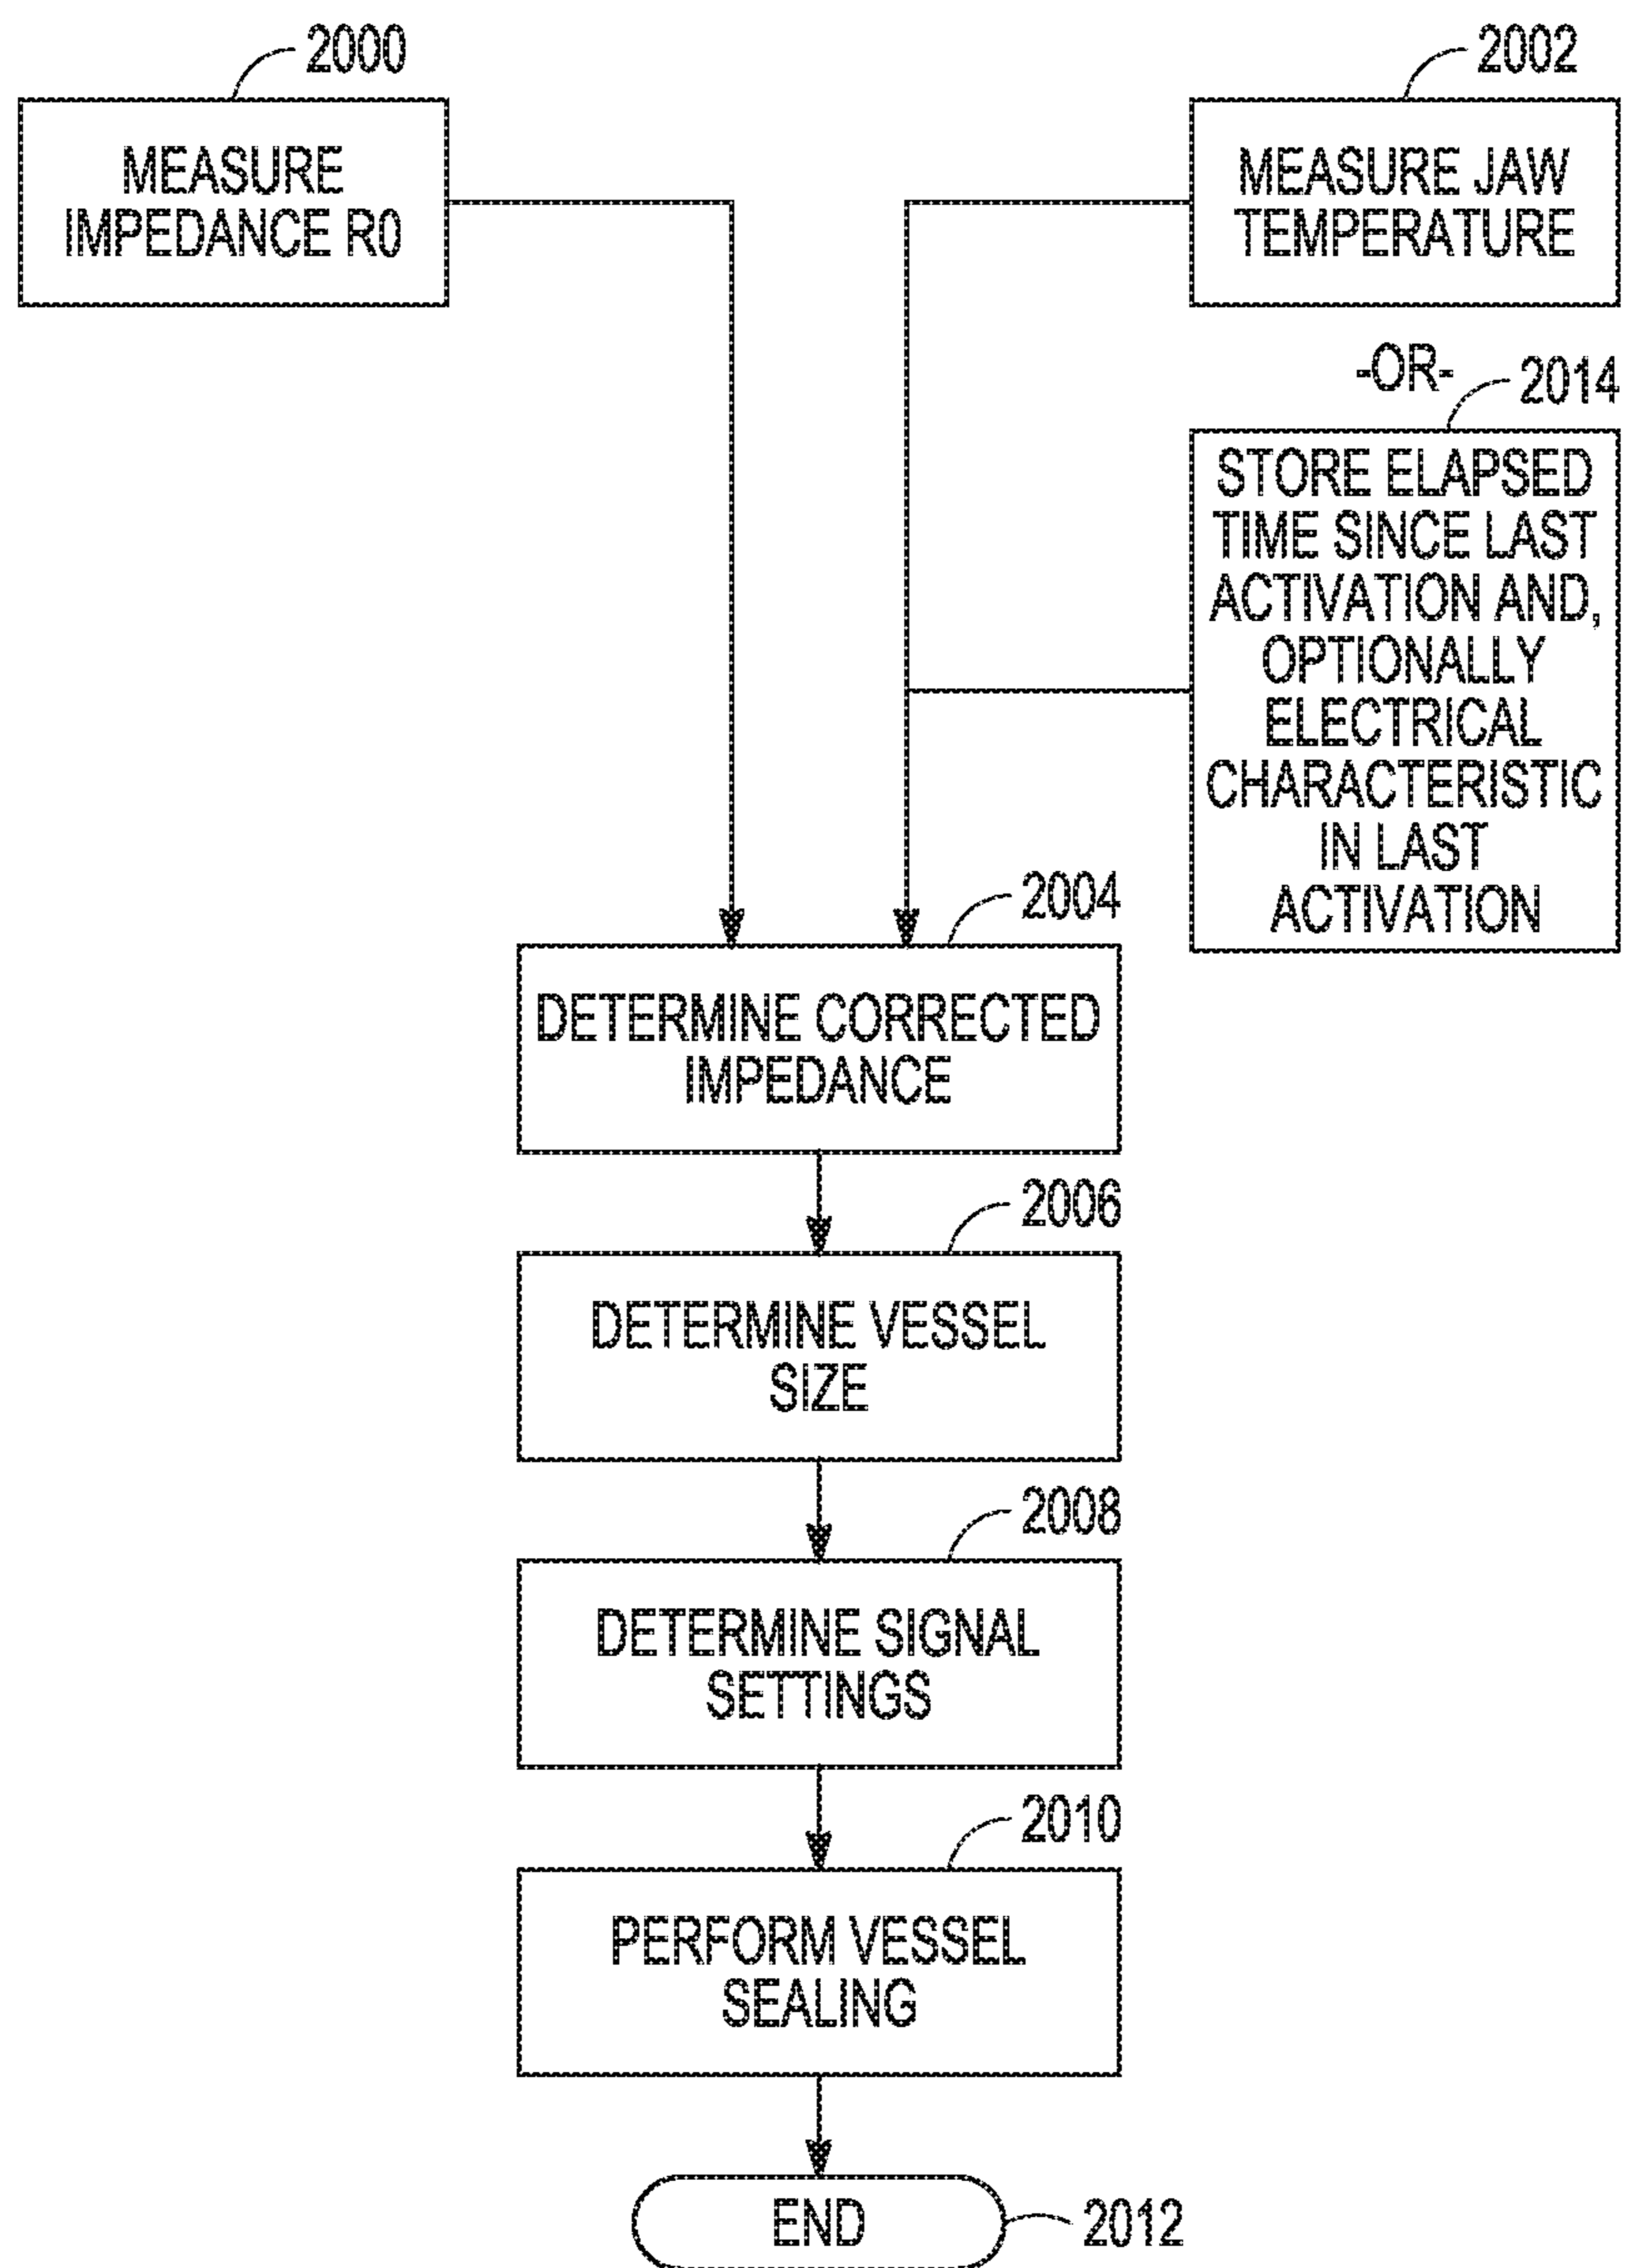 2000
MEASURE
IMPEDANCE R0
2002
MEASURE JAW
TEMPERATURE
-OR-
2014
STORE ELAPSED
TIME SINCE LAST
ACTIVATION AND,
OPTIONALLY
ELECTRICAL
CHARACTERISTIC
IN LAST
ACTIVATION
2004
DETERMINE CORRECTED
IMPEDANCE
2006
DETERMINE VESSEL
SIZE
2008
DETERMINE SIGNAL
SETTINGS
2010
PERFORM VESSEL
SEALING
END
2012